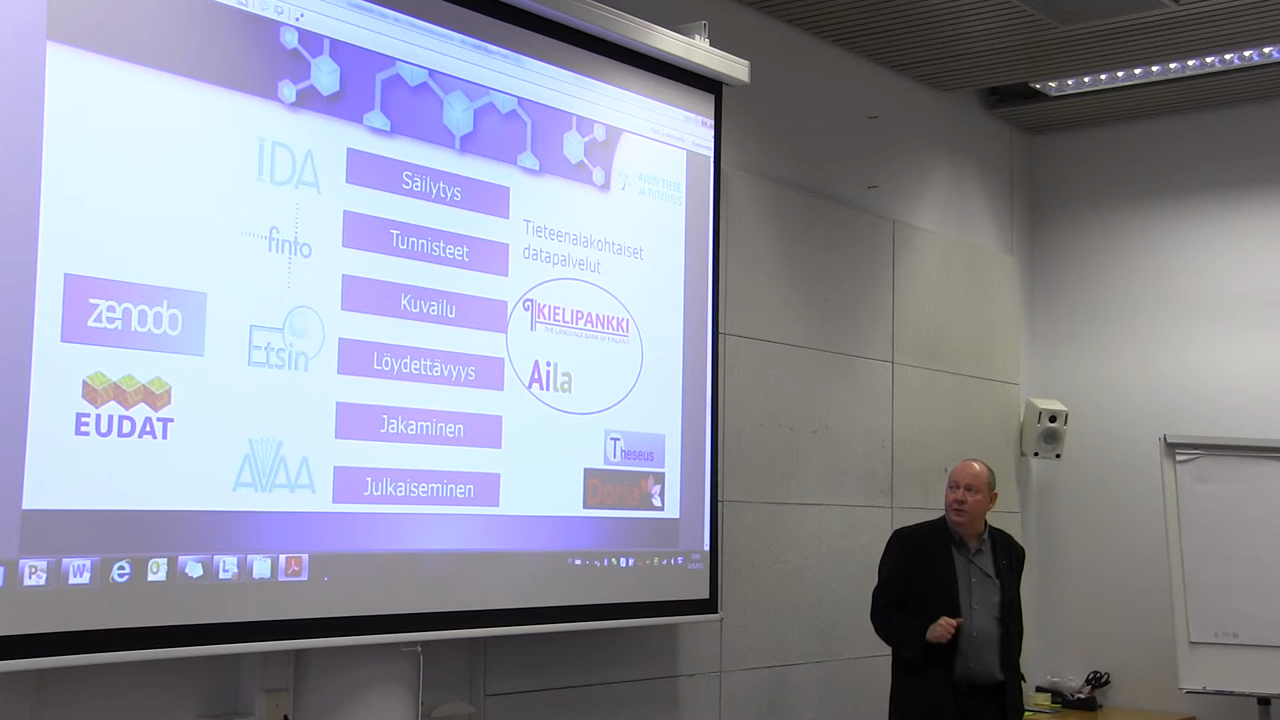 IDA
finto
zenodo
Etsin
EUDAT
AVAA
Säilytys
Tunnisteet
Kuvailu
Löydettävyys
Jakaminen
Julkaiseminen
AVOIN TIEDE
JA TUTKIMUS
Tieteenalakohtaiset
datapalvelut
KIELIPANKKI
THE LANGUAGE BANK OF FINLAND
Aila
Theseus
Doria